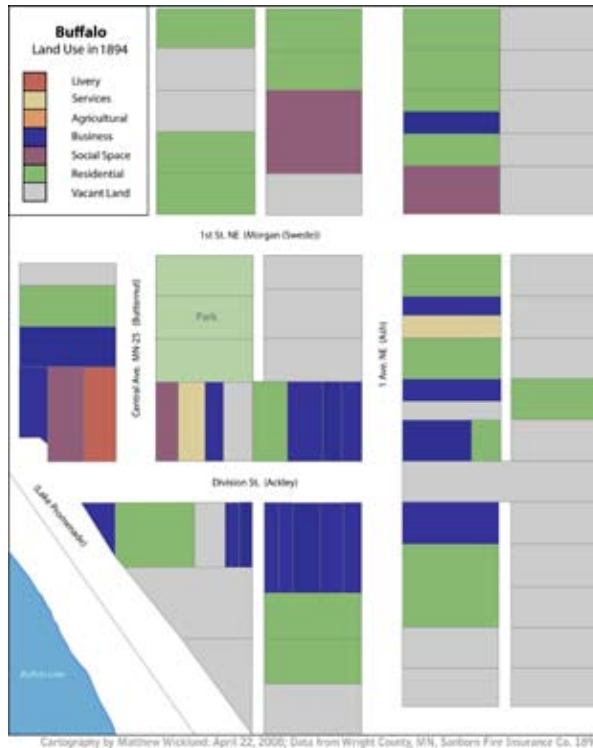 Buffalo
Land Use in 1894
Livery
Services
Agricultural
Business
Social Space
Residential
Vacant Land
1st St. NE (Morgan (Swede))
Central Ave. MN-25 (Butternut)
Park
1 Ave. NE (Ash)
Division St. (Ackley)
(Lake Promenade)
Buffalo Lake
Cartography by Matthew Wicklund: April 22, 2008; Data from Wright County, MN, Sanborn Fire Insurance Co.